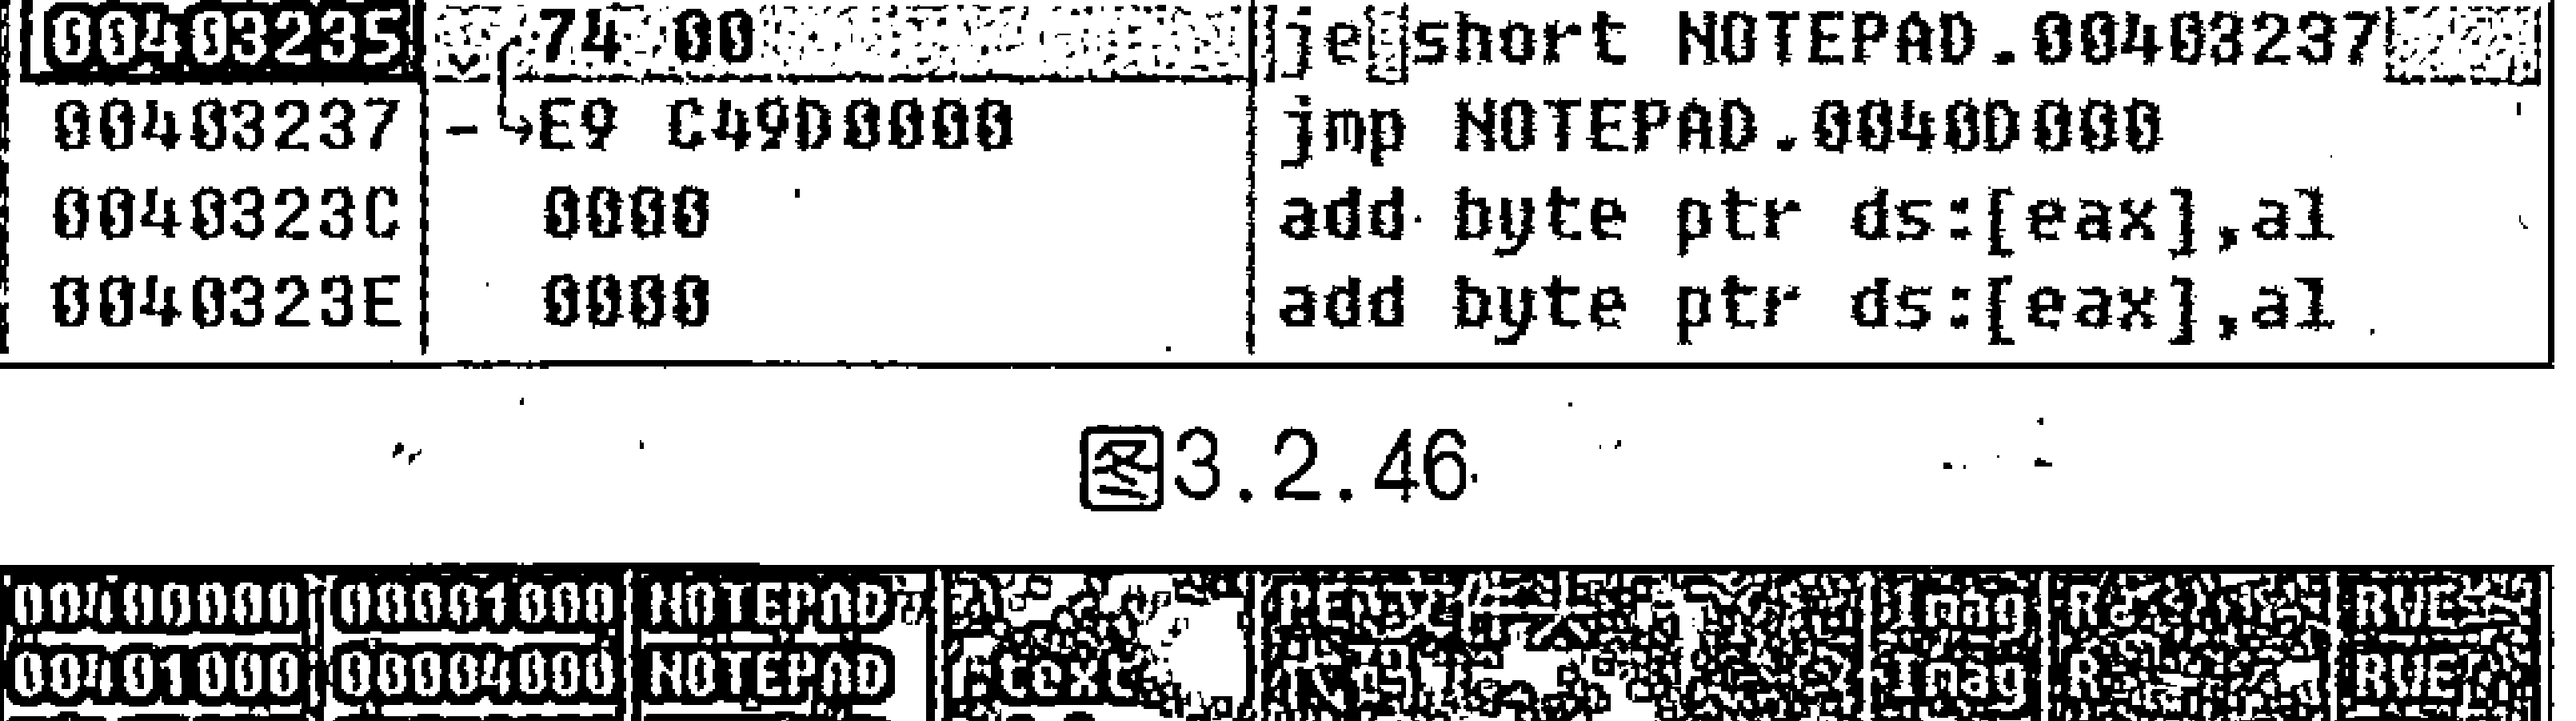 00403235 74 00 je short NOTEPAD.00403237
00403237 E9 C49D0000 jmp NOTEPAD.0040D000
0040323C 0000 add byte ptr ds:[eax],al
0040323E 0000 add byte ptr ds:[eax],al
图3.2.46
00400000 00001000 NOTEPAD Imag R RWE
00401000 00004000 NOTEPAD .text Imag R RWE